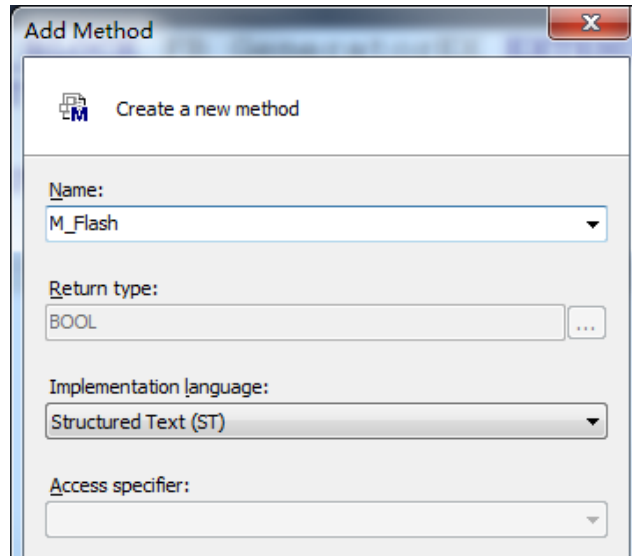 Add Method
Create a new method
Name:
M_Flash
Return type:
BOOL
...
Implementation language:
Structured Text (ST)
Access specifier: